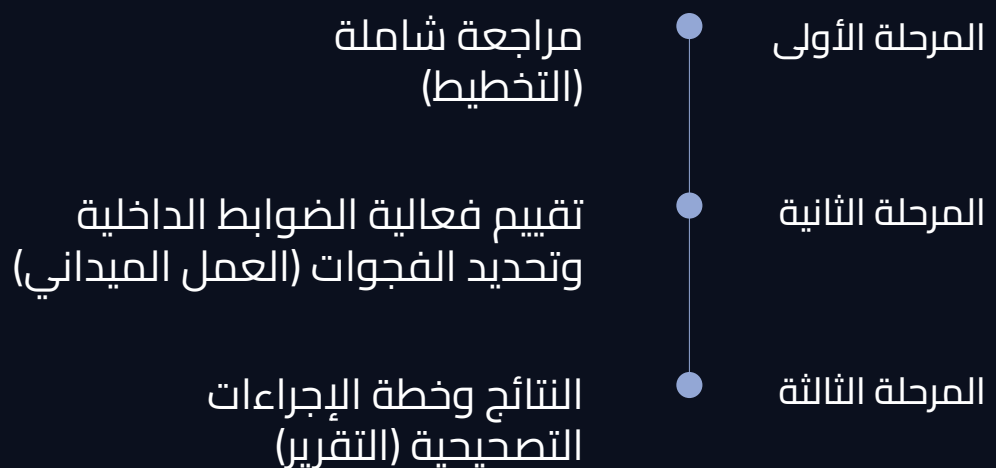 المرحلة الأولى
مراجعة شاملة
(التخطيط)
المرحلة الثانية
تقييم فعالية الضوابط الداخلية
وتحديد الفجوات (العمل الميداني)
المرحلة الثالثة
النتائج وخطة الإجراءات
التصحيحية (التقرير)